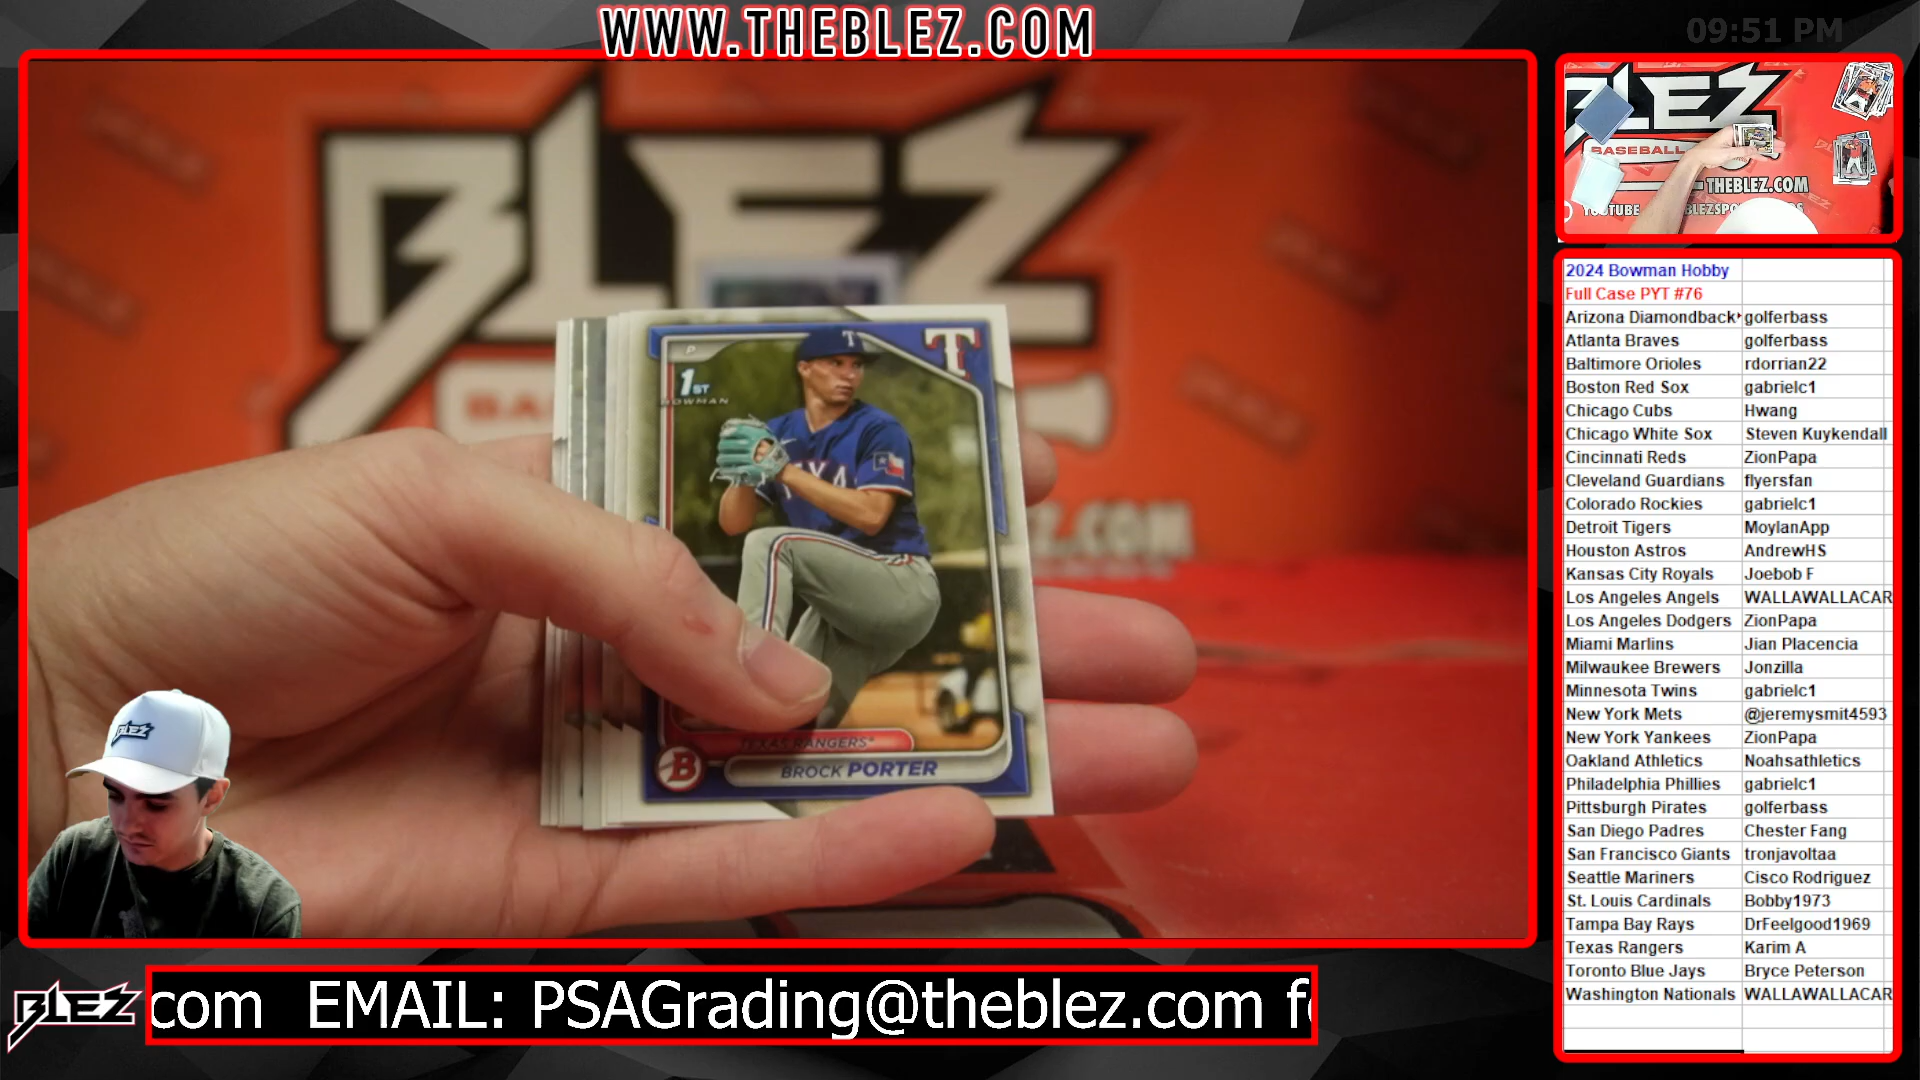 WWW.THEBLEZ.COM
09:51 PM
BLEZ
T
T
P
1ST
BOWMAN
TEXAS RANGERS
B
BROCK PORTER
BLEZ
BLEZ
BASEBALL
THEBLEZ.COM
2024 Bowman Hobby
Full Case PYT #76
Arizona Diamondback golferbass
Atlanta Braves golferbass
Baltimore Orioles rdorrian22
Boston Red Sox gabrielc1
Chicago Cubs Hwang
Chicago White Sox Steven Kuykendall
Cincinnati Reds ZionPapa
Cleveland Guardians flyersfan
Colorado Rockies gabrielc1
Detroit Tigers MoylanApp
Houston Astros AndrewHS
Kansas City Royals Joebob F
Los Angeles Angels WALLAWALLACAR
Los Angeles Dodgers ZionPapa
Miami Marlins Jian Placencia
Milwaukee Brewers Jonzilla
Minnesota Twins gabrielc1
New York Mets @jeremysmit4593
New York Yankees ZionPapa
Oakland Athletics Noahsathletics
Philadelphia Phillies gabrielc1
Pittsburgh Pirates golferbass
San Diego Padres Chester Fang
San Francisco Giants tronjavoltaa
Seattle Mariners Cisco Rodriguez
St. Louis Cardinals Bobby1973
Tampa Bay Rays DrFeelgood1969
Texas Rangers Karim A
Toronto Blue Jays Bryce Peterson
Washington Nationals WALLAWALLACAR
BLEZ
com EMAIL: PSAGrading@theblez.com